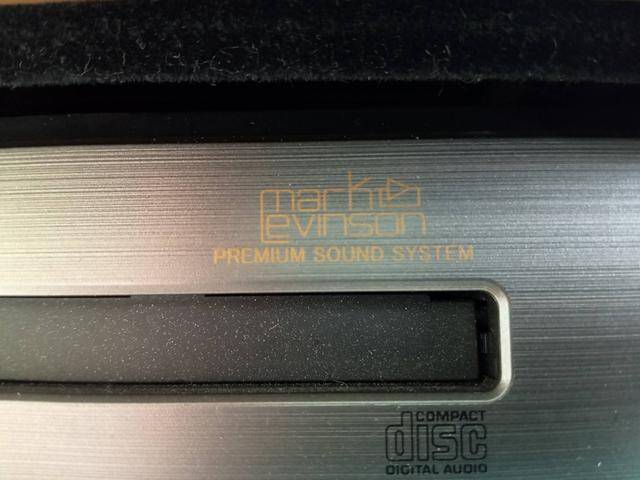 mark
Levinson
PREMIUM SOUND SYSTEM
COMPACT
disc
DIGITAL AUDIO